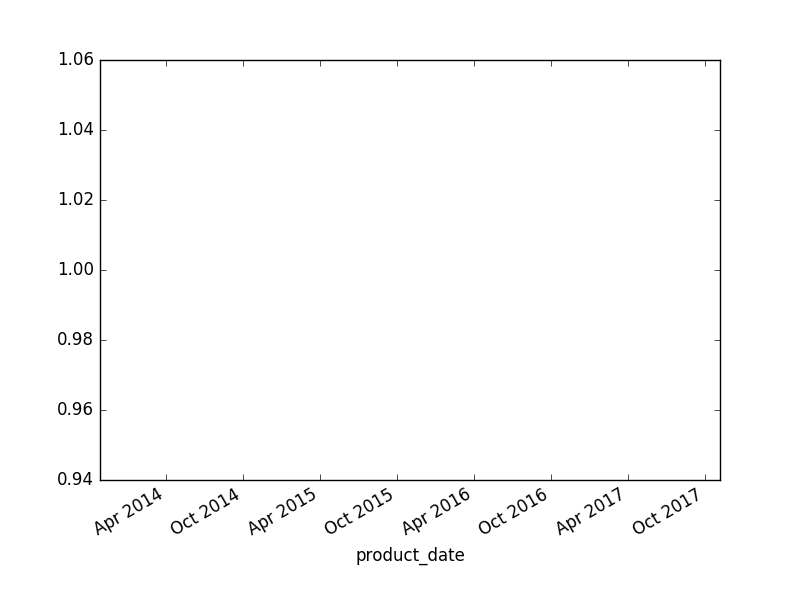 1.06
1.04
1.02
1.00
0.98
0.96
0.94
Apr 2014
Oct 2014
Apr 2015
Oct 2015
Apr 2016
Oct 2016
Apr 2017
Oct 2017
product_date